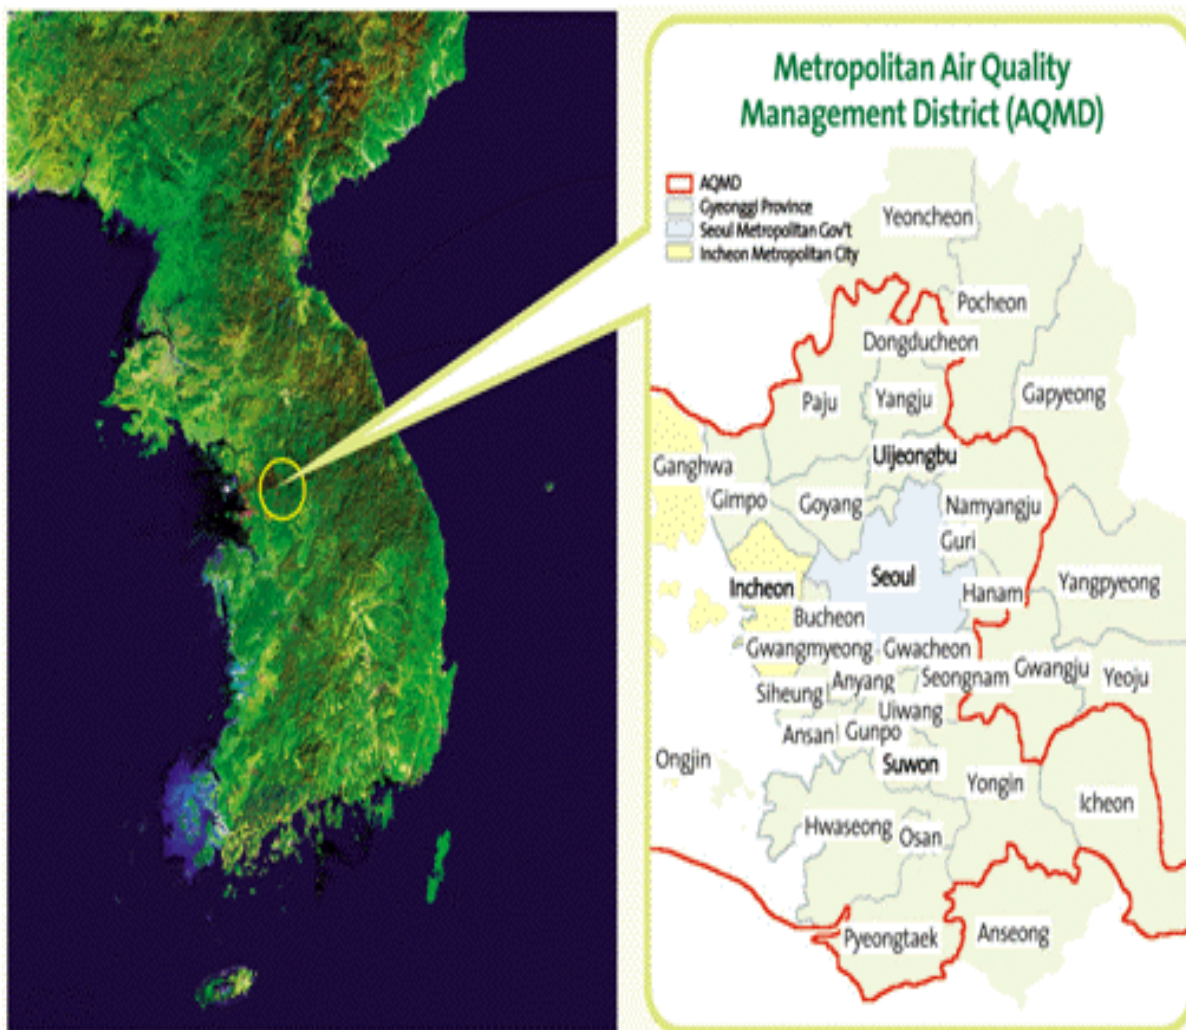 Metropolitan Air Quality
Management District (AQMD)
AQMD
Gyeonggi Province
Seoul Metropolitan Gov't
Incheon Metropolitan City
Yeoncheon
Pocheon
Dongducheon
Paju
Yangju
Gapyeong
Uijeongbu
Ganghwa
Gimpo
Goyang
Namyangju
Guri
Seoul
Incheon
Hanam
Yangpyeong
Bucheon
Gwangmyeong
Gwacheon
Siheung
Anyang
Seongnam
Gwangju
Yeoju
Uiwang
Ansan
Gunpo
Ongjin
Suwon
Yongin
Icheon
Hwaseong
Osan
Pyeongtaek
Anseong